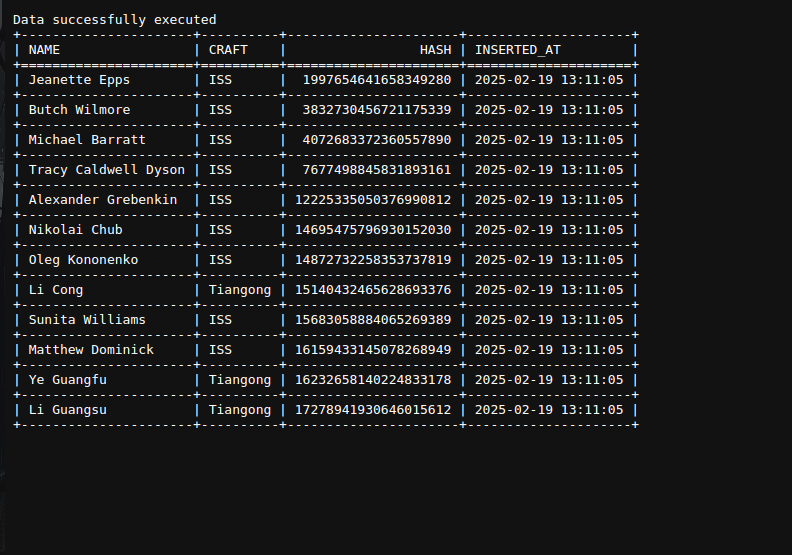 Data successfully executed
+----------------------+----------+----------------------+---------------------+
| NAME                 | CRAFT    |                 HASH | INSERTED_AT         |
+======================+==========+======================+=====================+
| Jeanette Epps        | ISS      |  1997654641658349280 | 2025-02-19 13:11:05 |
+----------------------+----------+----------------------+---------------------+
| Butch Wilmore        | ISS      |  3832730456721175339 | 2025-02-19 13:11:05 |
+----------------------+----------+----------------------+---------------------+
| Michael Barratt      | ISS      |  4072683372360557890 | 2025-02-19 13:11:05 |
+----------------------+----------+----------------------+---------------------+
| Tracy Caldwell Dyson | ISS      |  7677498845831893161 | 2025-02-19 13:11:05 |
+----------------------+----------+----------------------+---------------------+
| Alexander Grebenkin  | ISS      | 12225335050376990812 | 2025-02-19 13:11:05 |
+----------------------+----------+----------------------+---------------------+
| Nikolai Chub         | ISS      | 14695475796930152030 | 2025-02-19 13:11:05 |
+----------------------+----------+----------------------+---------------------+
| Oleg Kononenko       | ISS      | 14872732258353737819 | 2025-02-19 13:11:05 |
+----------------------+----------+----------------------+---------------------+
| Li Cong              | Tiangong | 15140432465628693376 | 2025-02-19 13:11:05 |
+----------------------+----------+----------------------+---------------------+
| Sunita Williams      | ISS      | 15683058884065269389 | 2025-02-19 13:11:05 |
+----------------------+----------+----------------------+---------------------+
| Matthew Dominick     | ISS      | 16159433145078268949 | 2025-02-19 13:11:05 |
+----------------------+----------+----------------------+---------------------+
| Ye Guangfu           | Tiangong | 16232658140224833178 | 2025-02-19 13:11:05 |
+----------------------+----------+----------------------+---------------------+
| Li Guangsu           | Tiangong | 17278941930646015612 | 2025-02-19 13:11:05 |
+----------------------+----------+----------------------+---------------------+